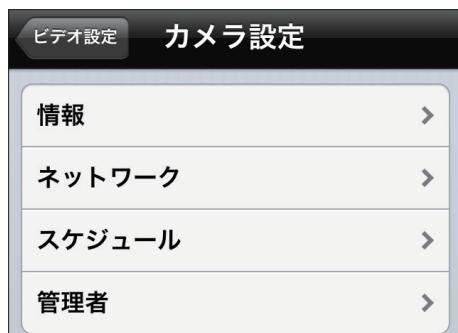 ビデオ設定 カメラ設定
情報
ネットワーク
スケジュール
管理者